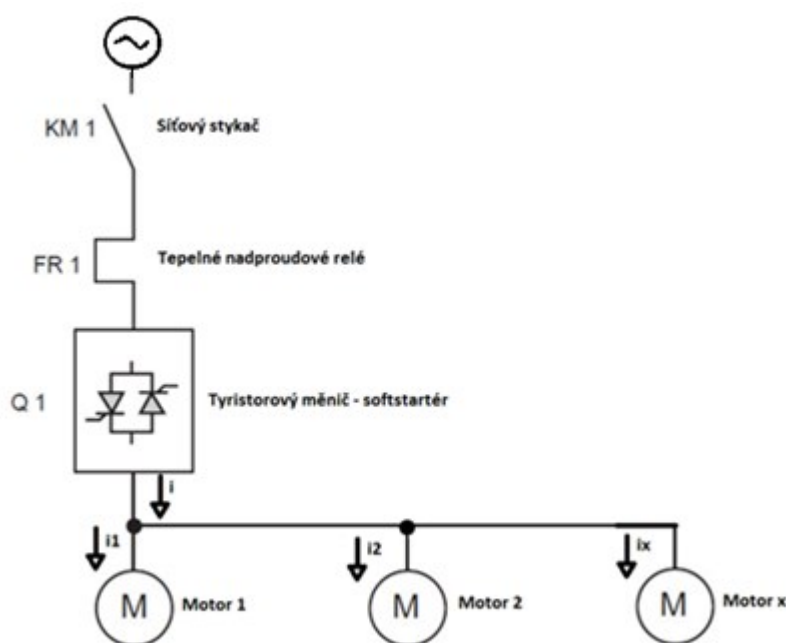 KM 1
Síťový stykač
FR 1
Tepelné nadproudové relé
Q 1
Tyristorový měnič - softstartér
i
i1
i2
ix
M
Motor 1
M
Motor 2
M
Motor x